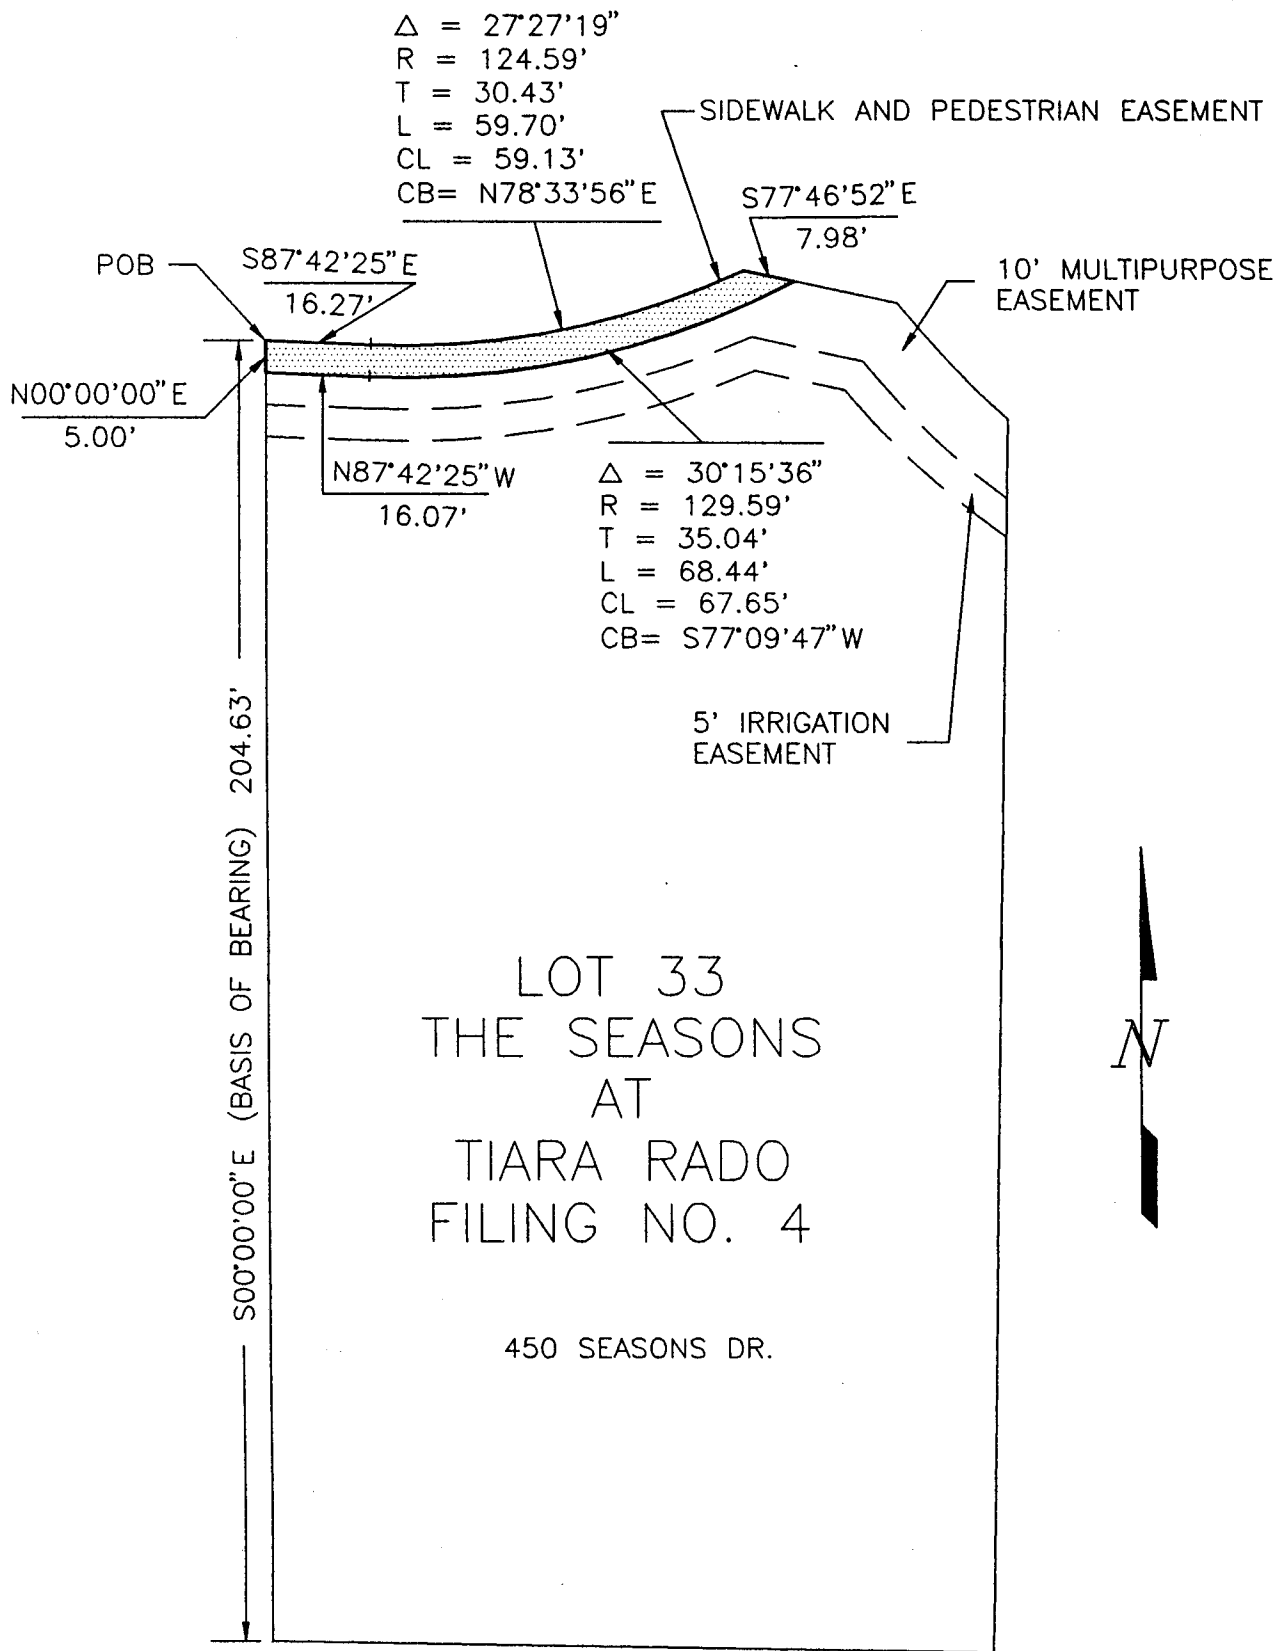 Δ = 27°27'19"
R = 124.59'
T = 30.43'
L = 59.70'
CL = 59.13'
CB= N78°33'56"E
SIDEWALK AND PEDESTRIAN EASEMENT
S77°46'52"E
7.98'
POB
S87°42'25"E
16.27'
10' MULTIPURPOSE
EASEMENT
N00°00'00"E
5.00'
N87°42'25"W
16.07'
Δ = 30°15'36"
R = 129.59'
T = 35.04'
L = 68.44'
CL = 67.65'
CB= S77°09'47"W
5' IRRIGATION
EASEMENT
S00°00'00"E (BASIS OF BEARING) 204.63'
LOT 33
THE SEASONS
AT
TIARA RADO
FILING NO. 4
450 SEASONS DR.
N